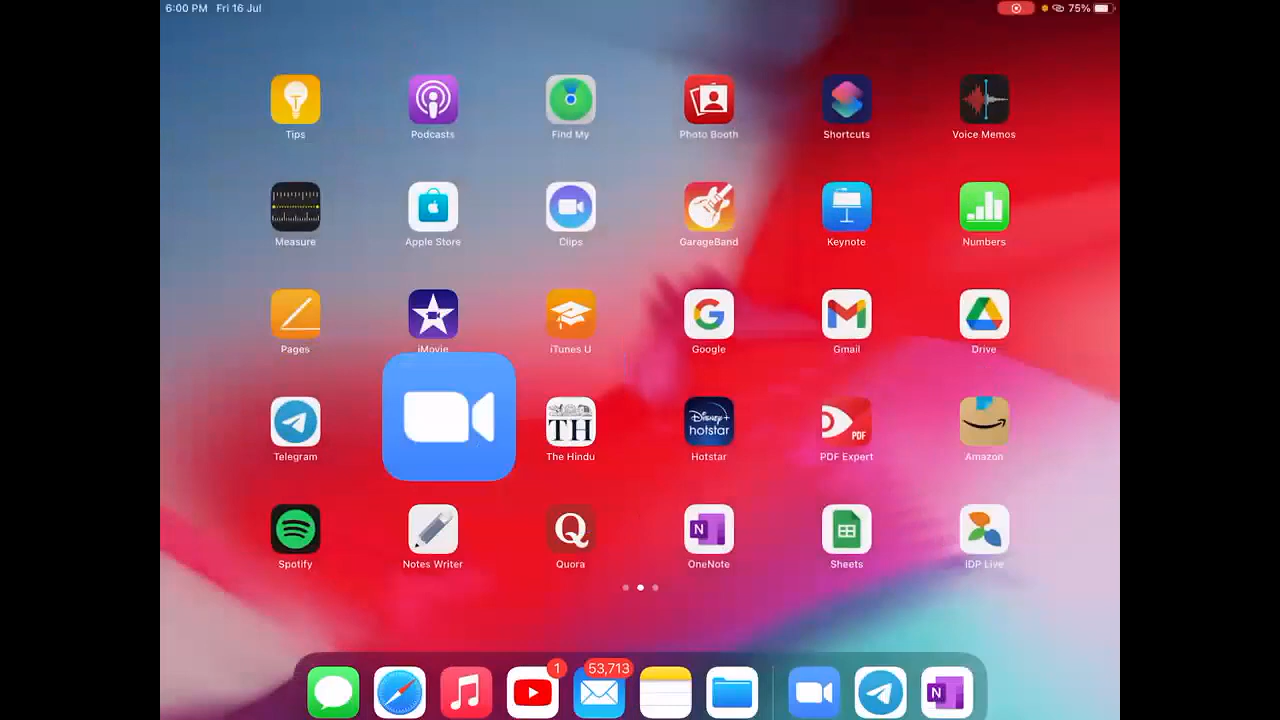 6:00 PM Fri 16 Jul 75%
Tips Podcasts Find My Photo Booth Shortcuts Voice Memos
Measure Apple Store Clips GarageBand Keynote Numbers
Pages iMovie iTunes U Google Gmail Drive
Telegram The Hindu Hotstar PDF Expert Amazon
TH
Disney+
hotstar
PDF
Spotify Notes Writer Quora OneNote Sheets IDP Live
Q
N
1
53,713
N